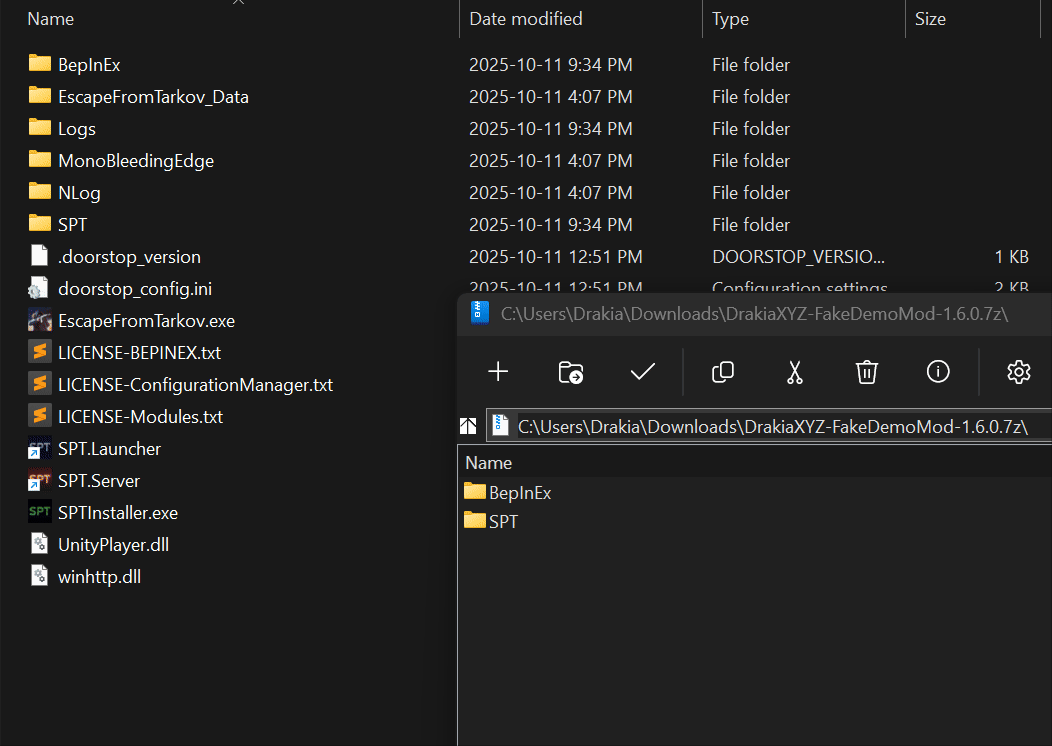 Name Date modified Type Size
BepInEx 2025-10-11 9:34 PM File folder
EscapeFromTarkov_Data 2025-10-11 4:07 PM File folder
Logs 2025-10-11 9:34 PM File folder
MonoBleedingEdge 2025-10-11 4:07 PM File folder
NLog 2025-10-11 4:07 PM File folder
SPT 2025-10-11 9:34 PM File folder
.doorstop_version 2025-10-11 12:51 PM DOORSTOP_VERSIO... 1 KB
doorstop_config.ini 2025-10-11 12:51 PM Configuration settings 2 KB
EscapeFromTarkov.exe
LICENSE-BEPINEX.txt
LICENSE-ConfigurationManager.txt
LICENSE-Modules.txt
SPT SPT.Launcher
SPT SPT.Server
SPT SPTInstaller.exe
UnityPlayer.dll
winhttp.dll
C:\Users\Drakia\Downloads\DrakiaXYZ-FakeDemoMod-1.6.0.7z\
C:\Users\Drakia\Downloads\DrakiaXYZ-FakeDemoMod-1.6.0.7z\
Name
BepInEx
SPT